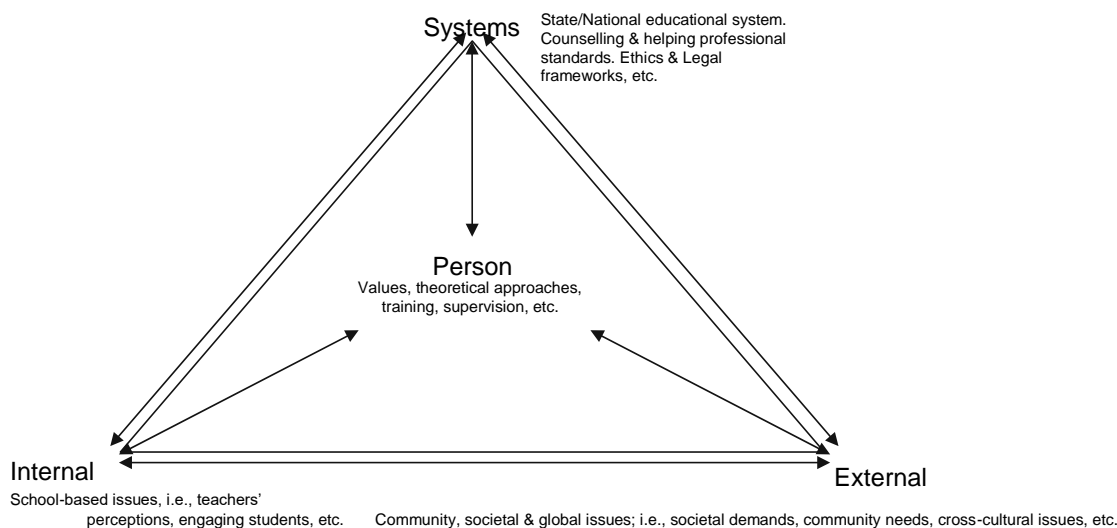 Systems
State/National educational system.
Counselling & helping professional
standards. Ethics & Legal
frameworks, etc.
Person
Values, theoretical approaches,
training, supervision, etc.
Internal
School-based issues, i.e., teachers’
perceptions, engaging students, etc.
External
Community, societal & global issues; i.e., societal demands, community needs, cross-cultural issues, etc.